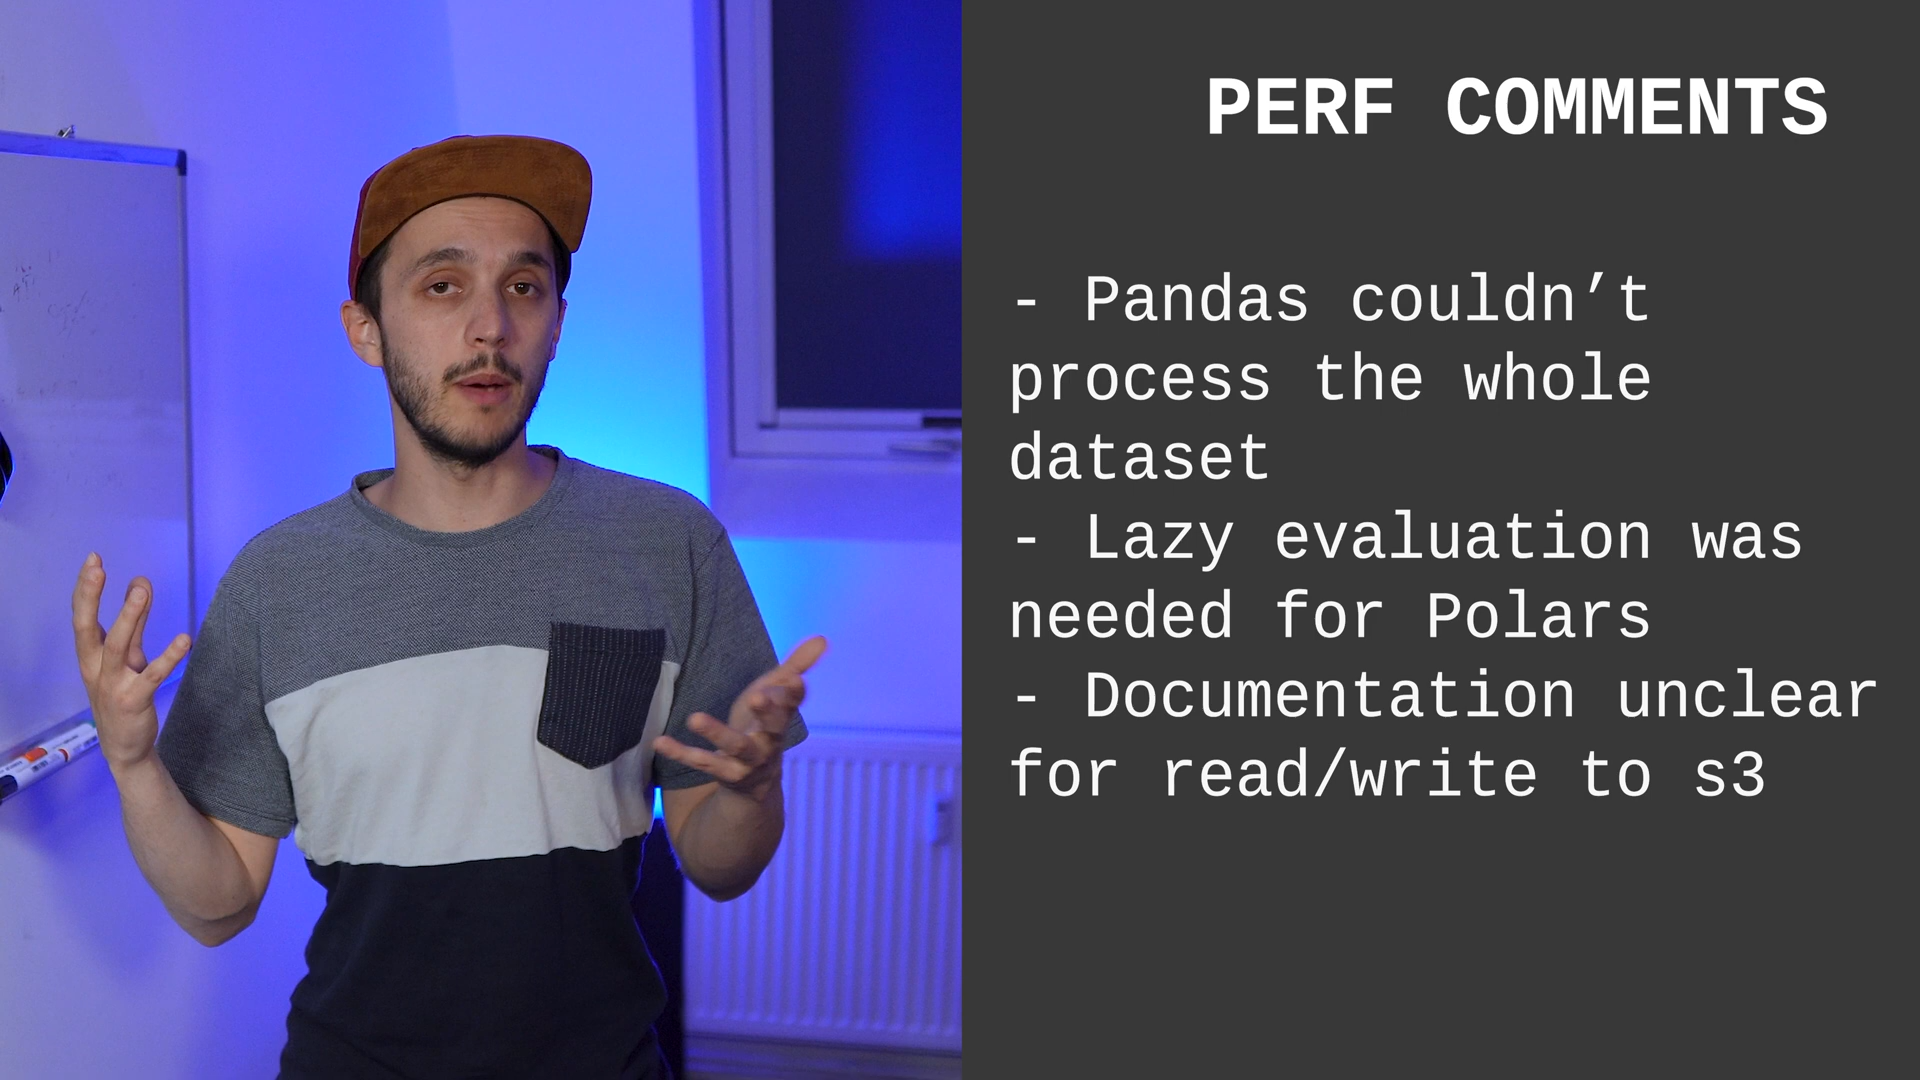 PERF COMMENTS
- Pandas couldn’t
process the whole
dataset
- Lazy evaluation was
needed for Polars
- Documentation unclear
for read/write to s3